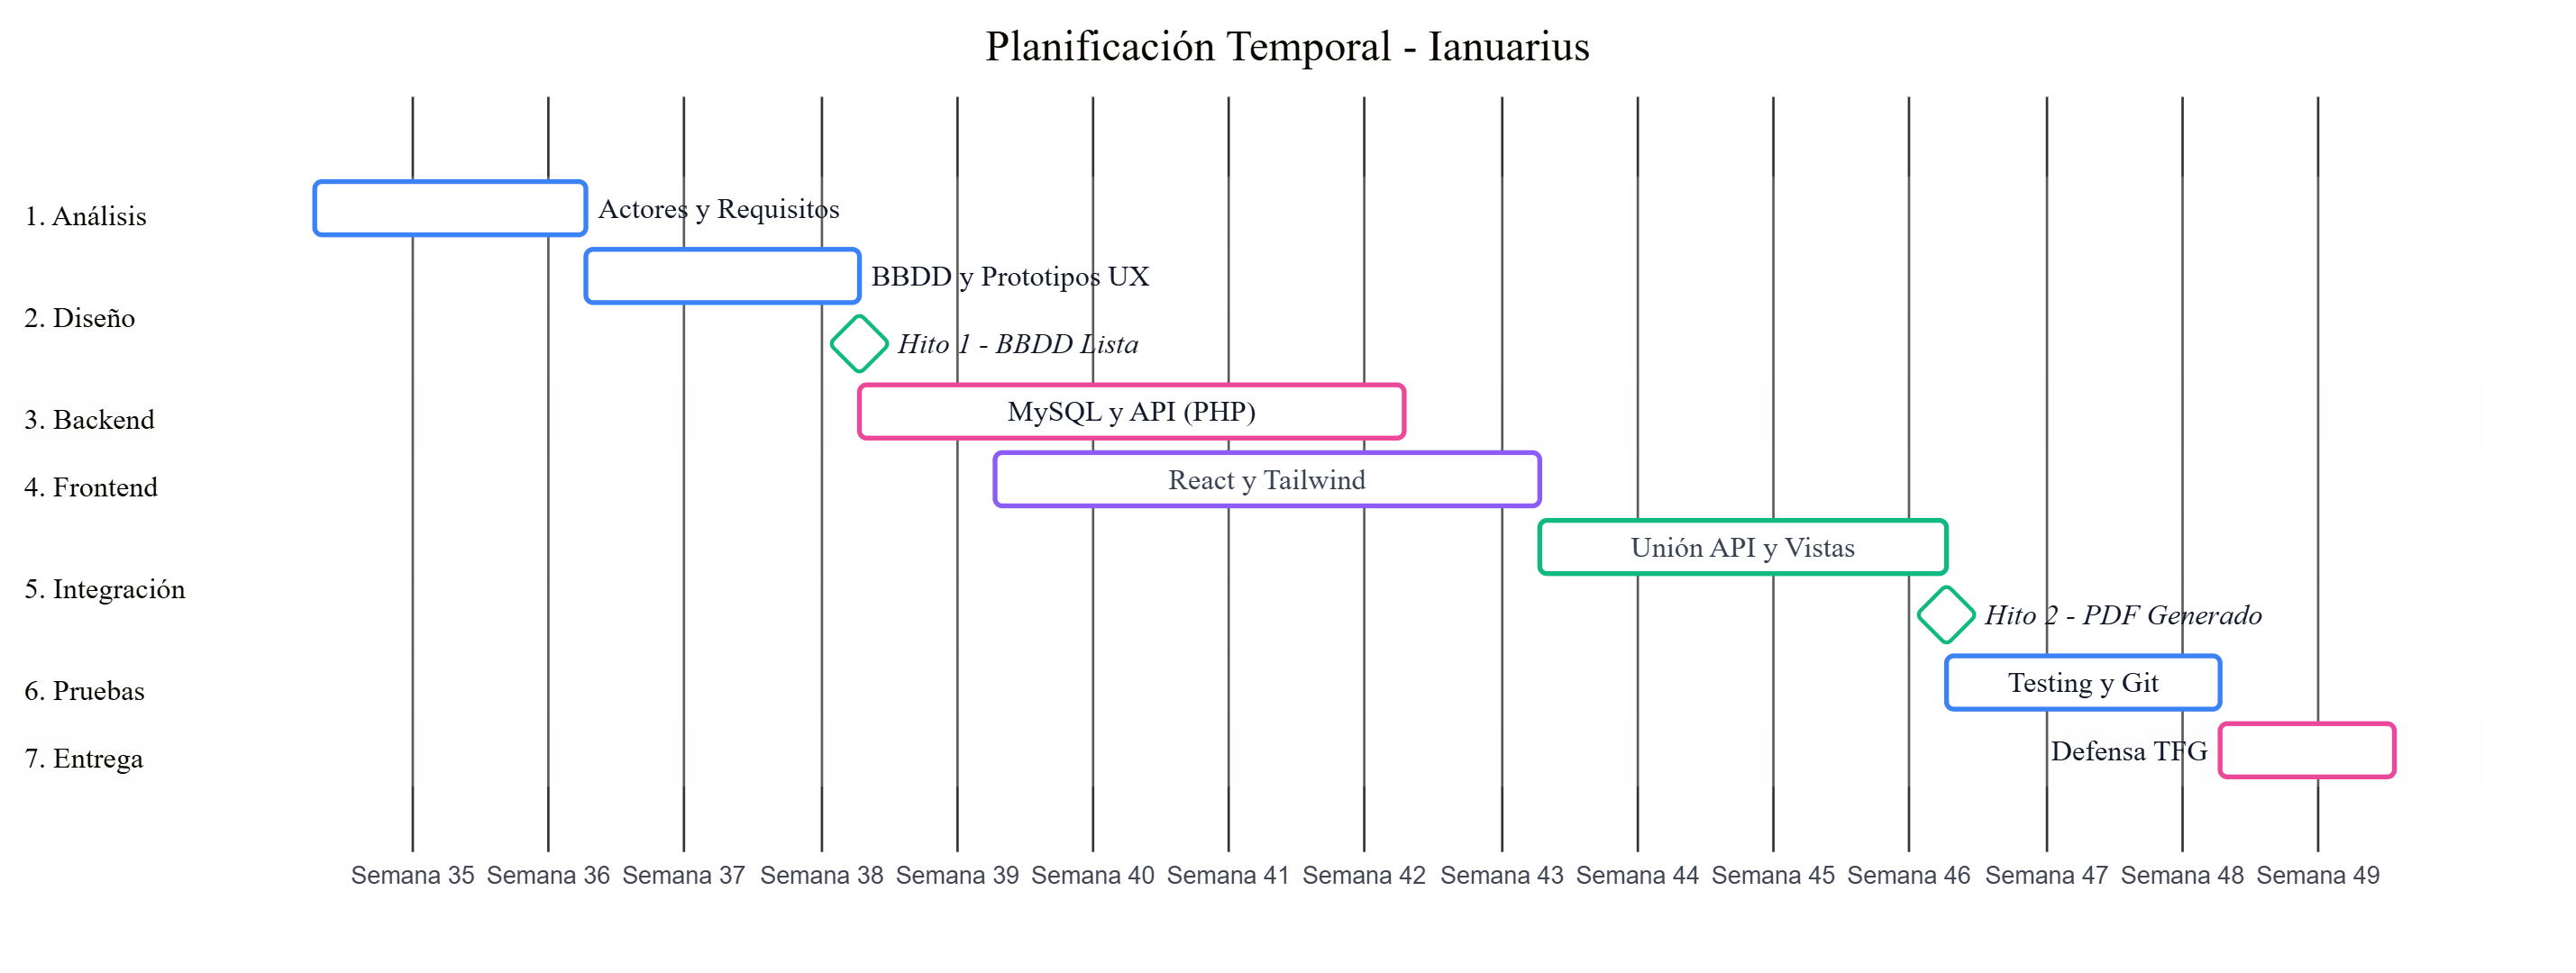 Planificación Temporal - Ianuarius
1. Análisis
Actores y Requisitos
BBDD y Prototipos UX
2. Diseño
Hito 1 - BBDD Lista
3. Backend
MySQL y API (PHP)
4. Frontend
React y Tailwind
Unión API y Vistas
5. Integración
Hito 2 - PDF Generado
6. Pruebas
Testing y Git
7. Entrega
Defensa TFG
Semana 35
Semana 36
Semana 37
Semana 38
Semana 39
Semana 40
Semana 41
Semana 42
Semana 43
Semana 44
Semana 45
Semana 46
Semana 47
Semana 48
Semana 49